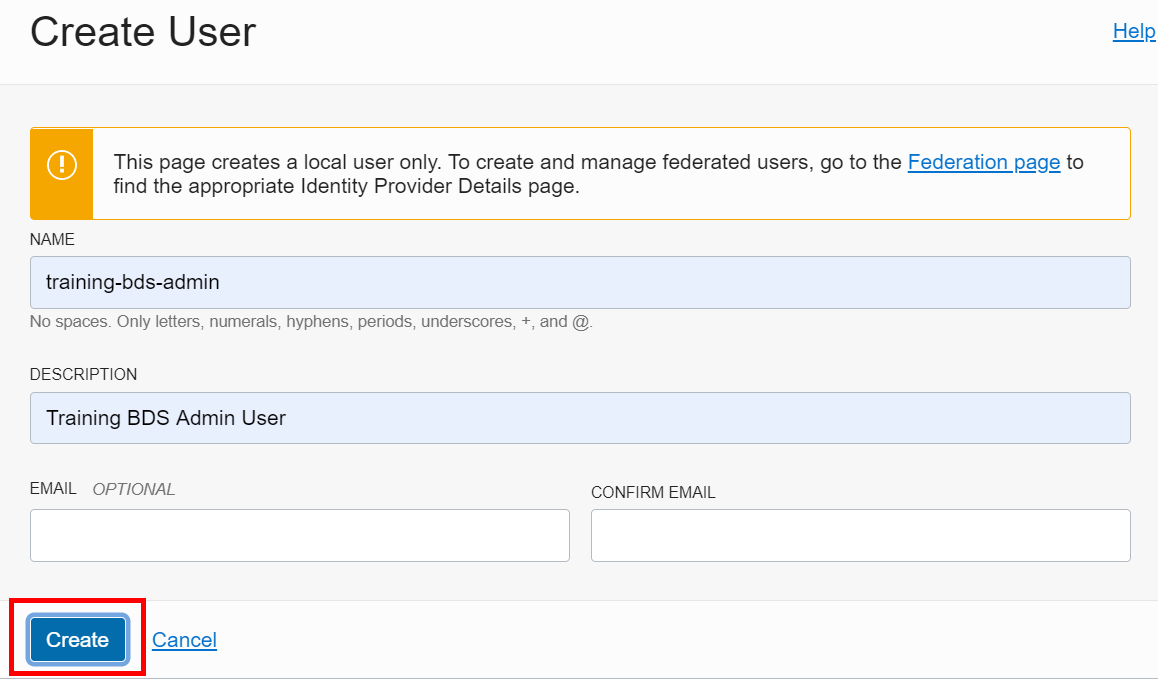 Create User
Help
This page creates a local user only. To create and manage federated users, go to the Federation page to
find the appropriate Identity Provider Details page.
NAME
training-bds-admin
No spaces. Only letters, numerals, hyphens, periods, underscores, +, and @.
DESCRIPTION
Training BDS Admin User
EMAIL OPTIONAL
CONFIRM EMAIL
Create Cancel